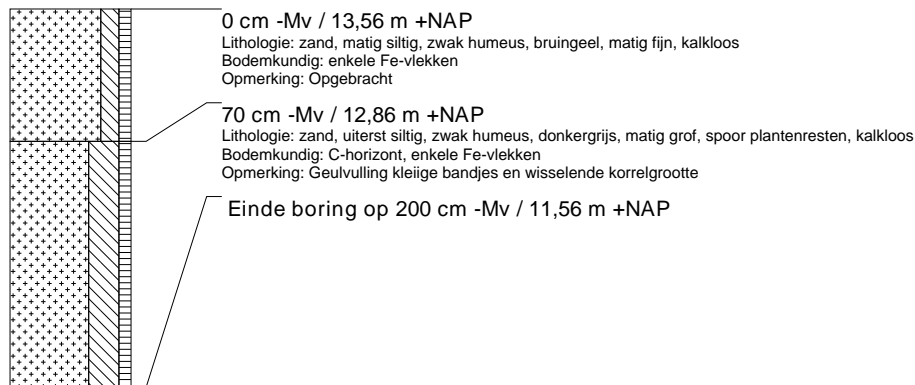 0 cm -Mv / 13,56 m +NAP
Lithologie: zand, matig siltig, zwak humeus, bruingeel, matig fijn, kalkloos
Bodemkundig: enkele Fe-vlekken
Opmerking: Opgebracht
70 cm -Mv / 12,86 m +NAP
Lithologie: zand, uiterst siltig, zwak humeus, donkergrijs, matig grof, spoor plantenresten, kalkloos
Bodemkundig: C-horizont, enkele Fe-vlekken
Opmerking: Geulvulling kleiige bandjes en wisselende korrelgrootte
Einde boring op 200 cm -Mv / 11,56 m +NAP